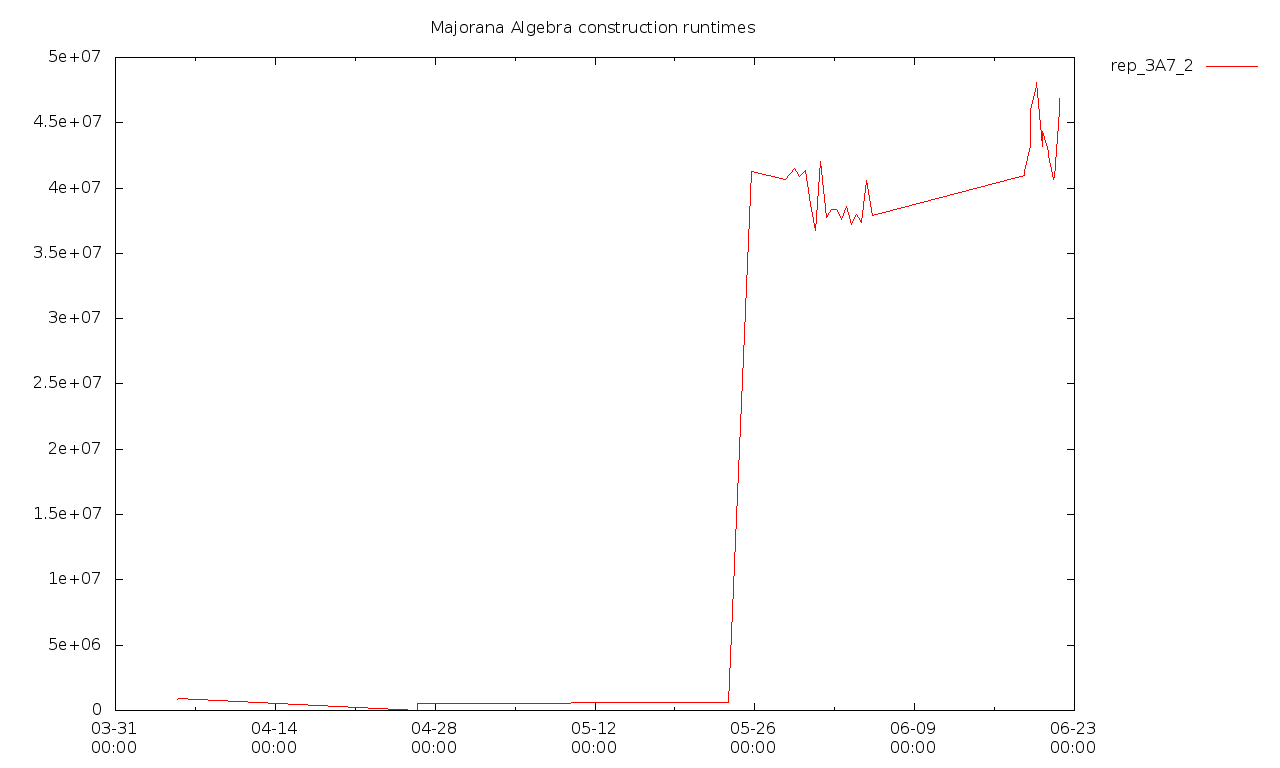 Majorana Algebra construction runtimes
rep_3A7_2
5e+07
4.5e+07
4e+07
3.5e+07
3e+07
2.5e+07
2e+07
1.5e+07
1e+07
5e+06
0
03-31 04-14 04-28 05-12 05-26 06-09 06-23
00:00 00:00 00:00 00:00 00:00 00:00 00:00